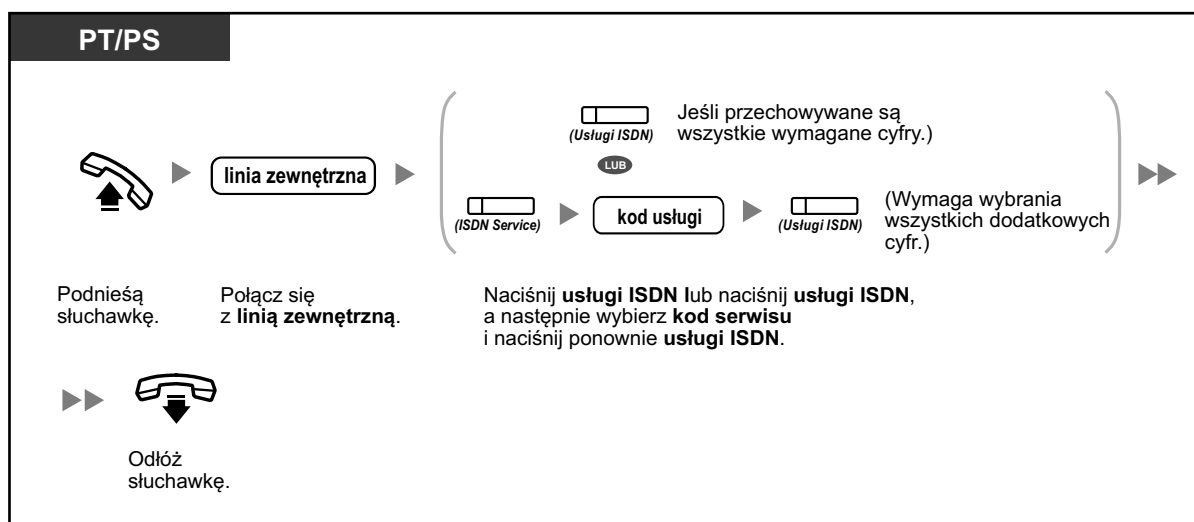 PT/PS
Jeśli przechowywane są
wszystkie wymagane cyfry.)
(Usługi ISDN)
LUB
linia zewnętrzna
(ISDN Service)
kod usługi
(Usługi ISDN)
(Wymaga wybrania
wszystkich dodatkowych
cyfr.)
Podnieśą
słuchawkę.
Połącz się
z linią zewnętrzną.
Naciśnij usługi ISDN lub naciśnij usługi ISDN,
a następnie wybierz kod serwisu
i naciśnij ponownie usługi ISDN.
Odłóż
słuchawkę.